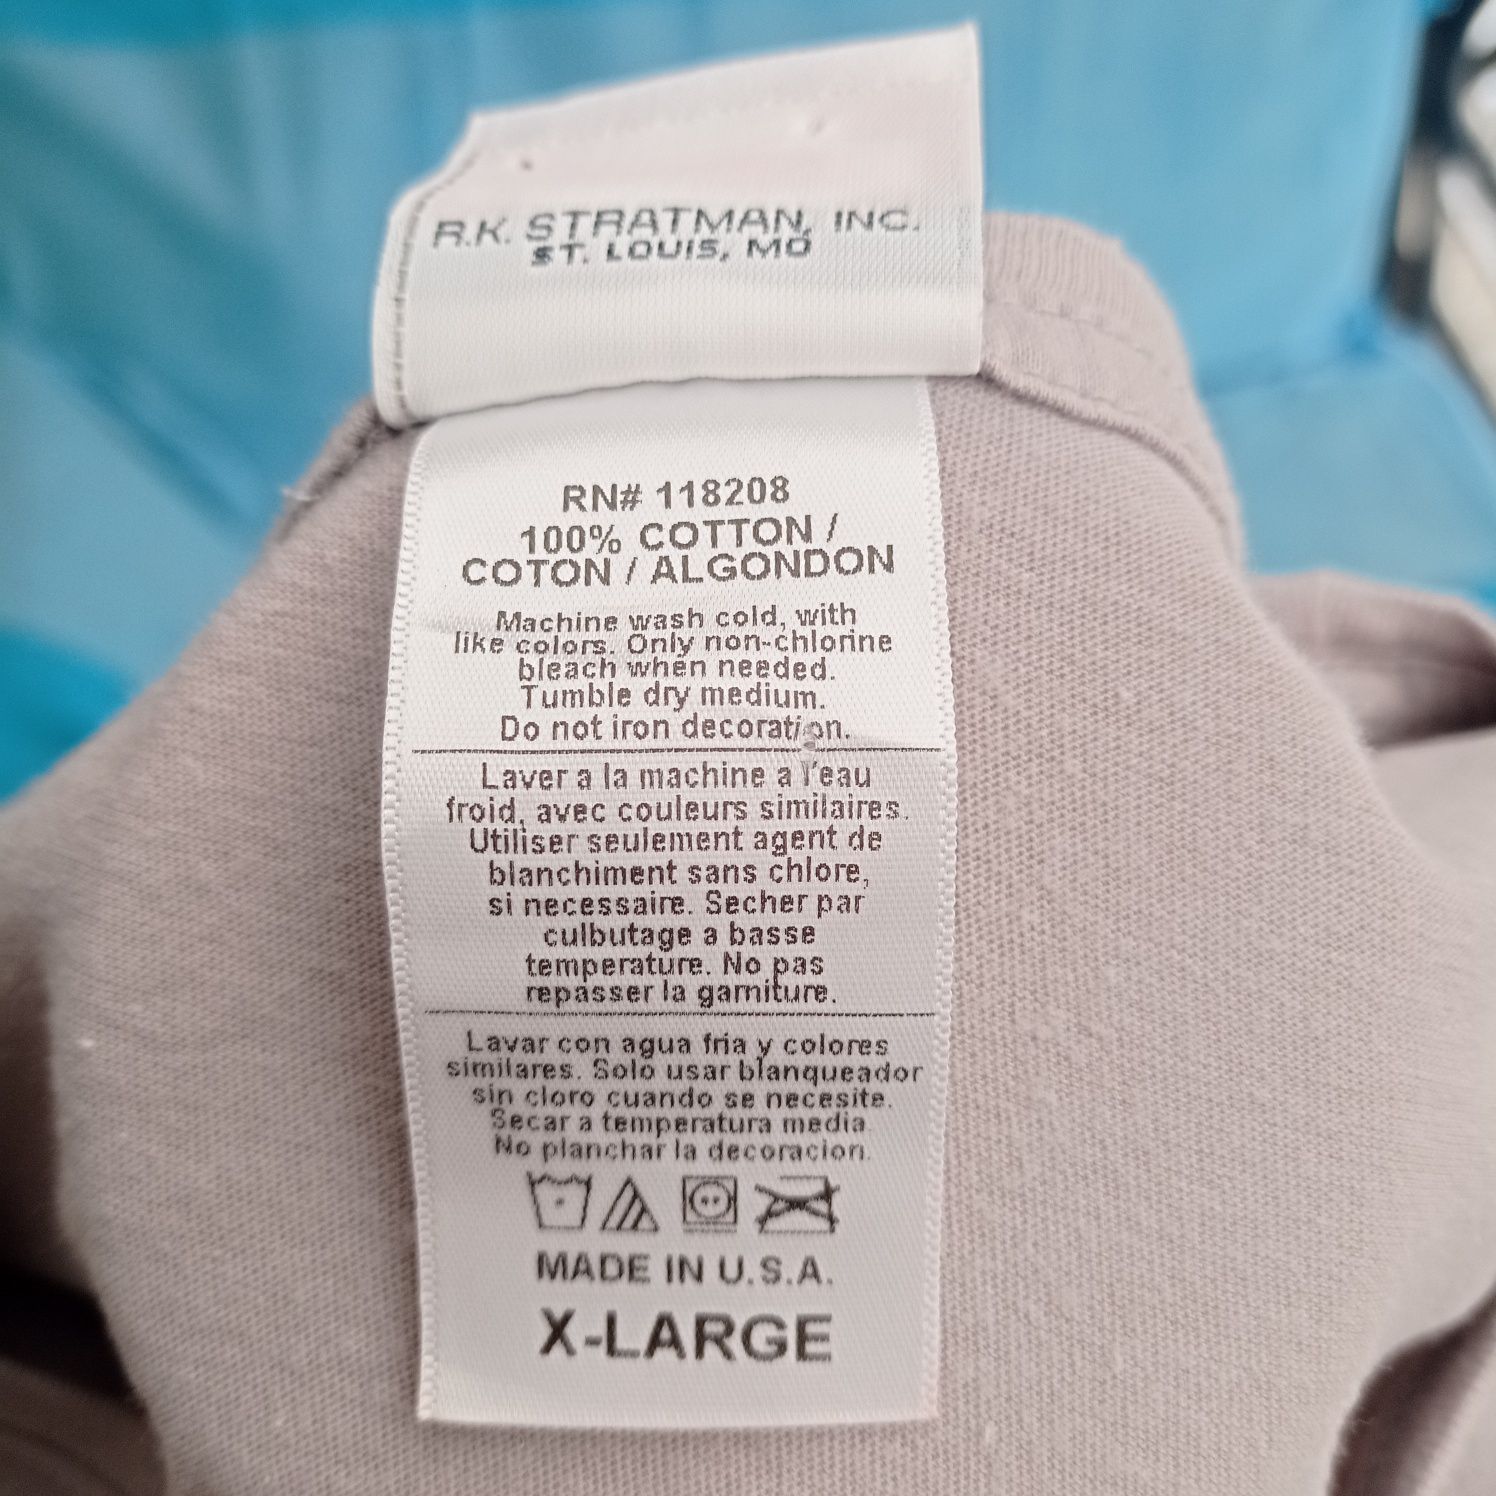 R.K. STRATMAN, INC.
ST. LOUIS, MO
RN# 118208
100% COTTON /
COTON / ALGONDON
Machine wash cold, with
like colors. Only non-chlorine
bleach when needed.
Tumble dry medium.
Do not iron decoration.
Laver a la machine a l'eau
froid, avec couleurs similaires.
Utiliser seulement agent de
blanchiment sans chlore,
si necessaire. Secher par
culbutage a basse
temperature. No pas
repasser la garniture.
Lavar con agua fria y colores
similares. Solo usar blanqueador
sin cloro cuando se necesite.
Secar a temperatura media.
No planchar la decoracion.
MADE IN U.S.A.
X-LARGE